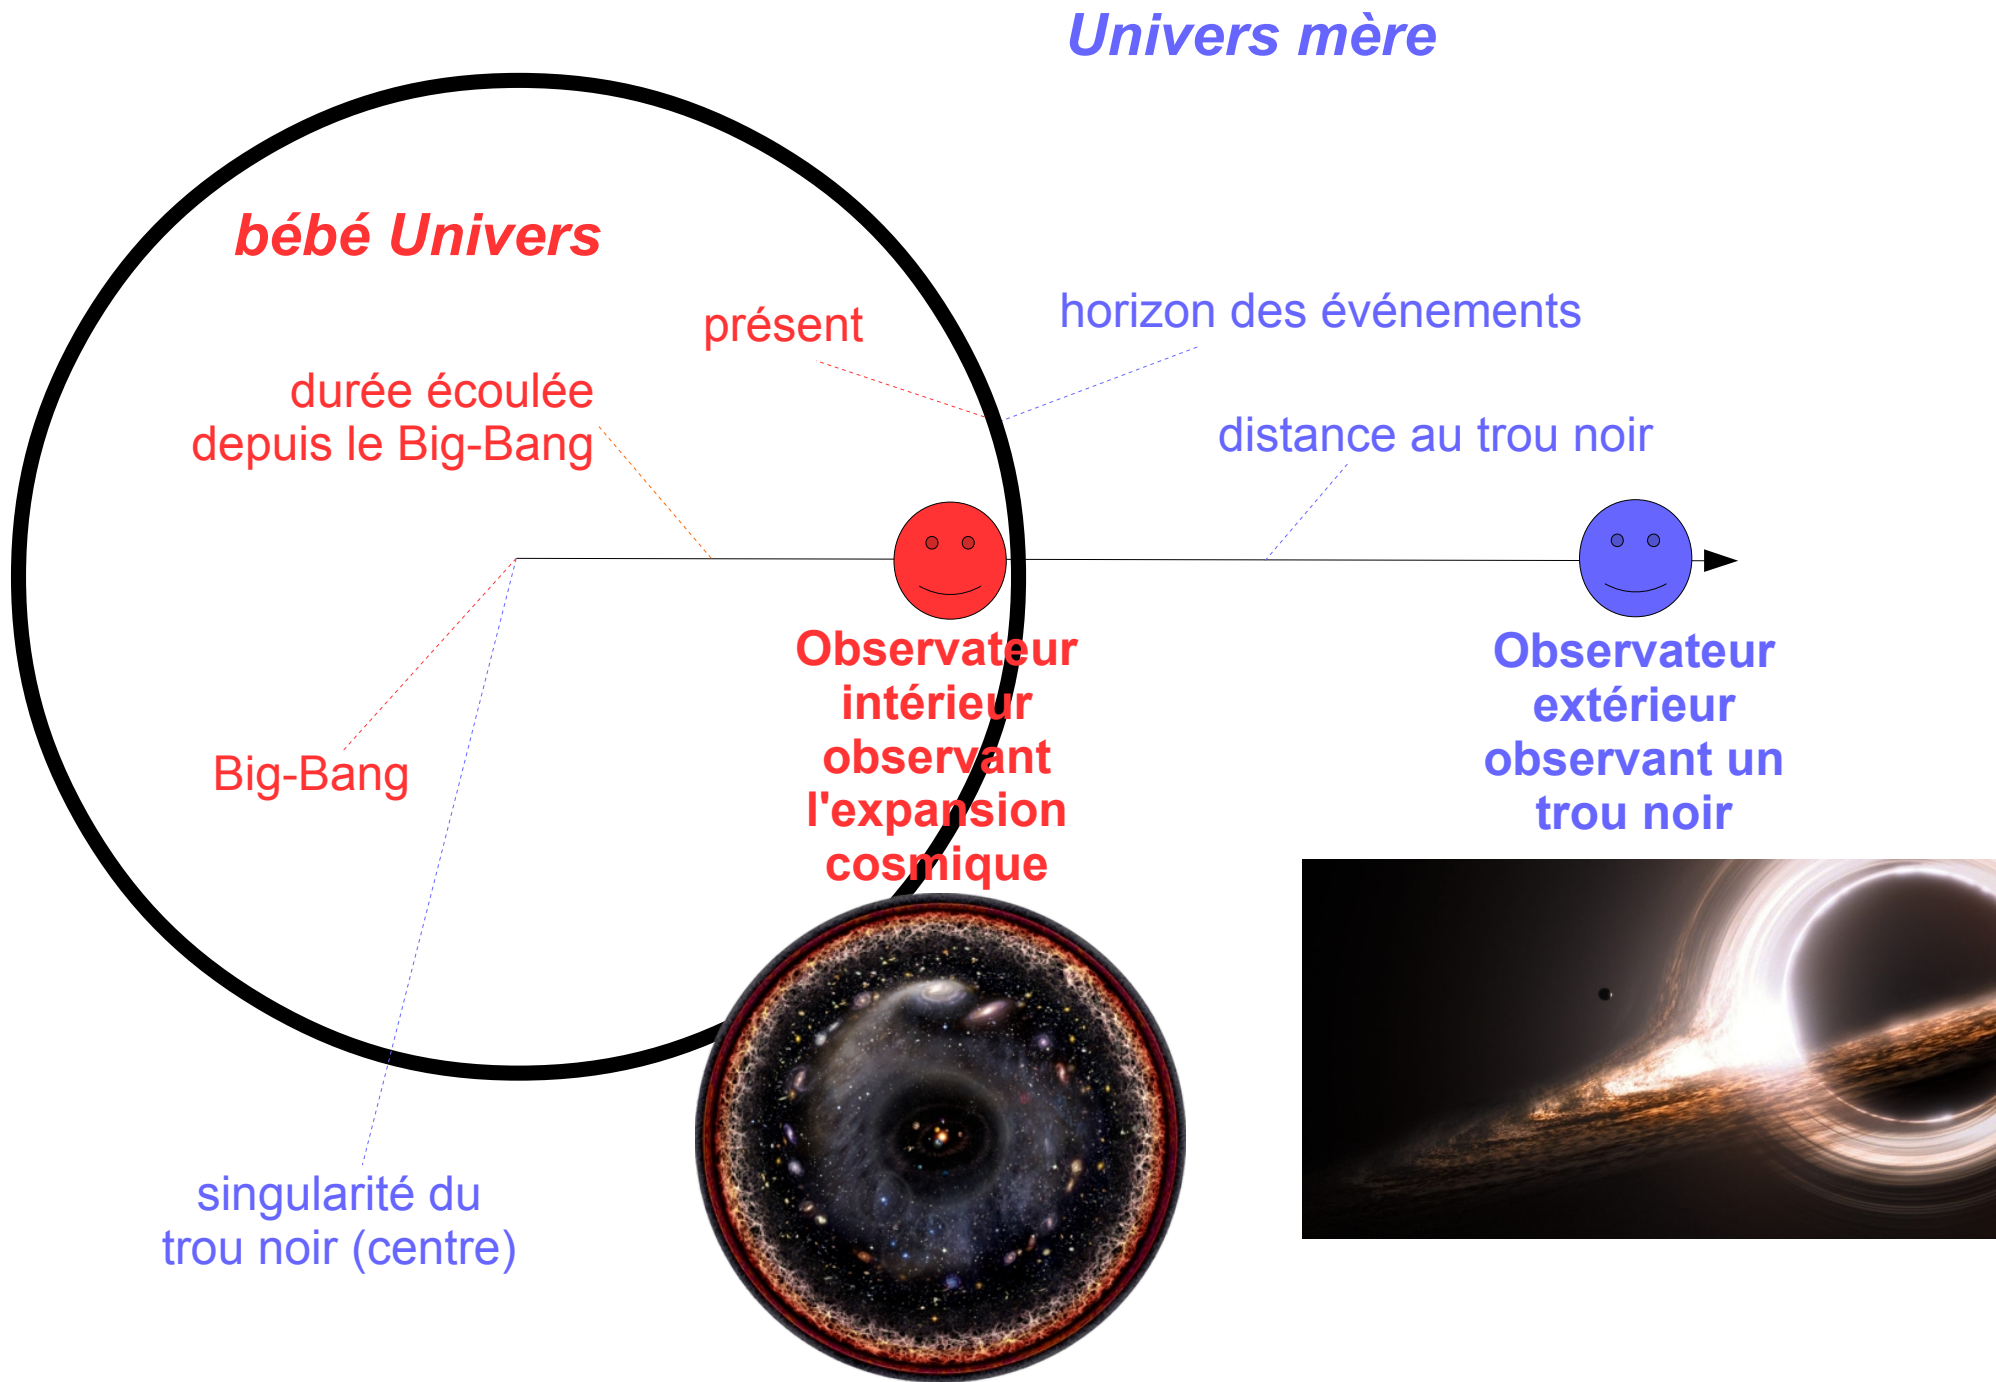 Univers mère
bébé Univers
présent
horizon des événements
durée écoulée
depuis le Big-Bang
distance au trou noir
Observateur
intérieur
observant
l'expansion
cosmique
Observateur
extérieur
observant un
trou noir
Big-Bang
singularité du
trou noir (centre)